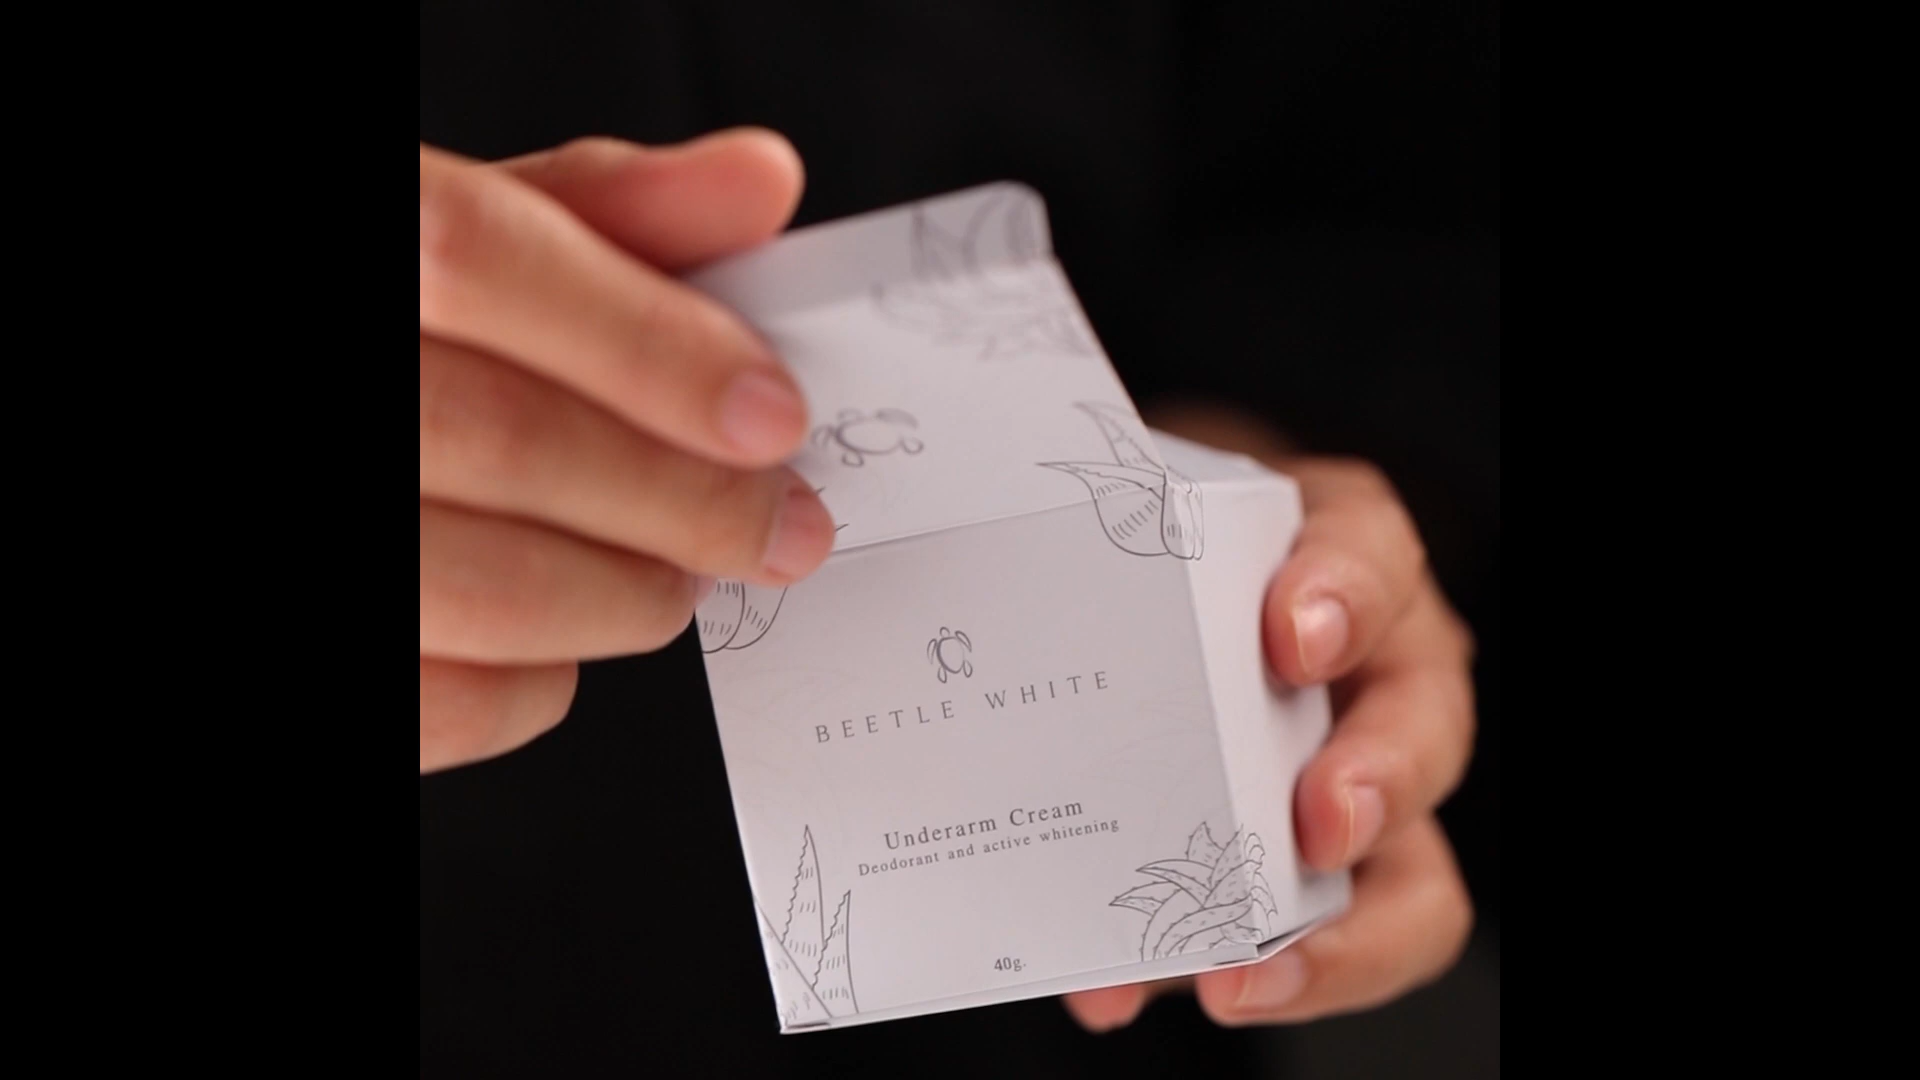 BEETLE WHITE
Underarm Cream
Deodorant and active whitening
40g.